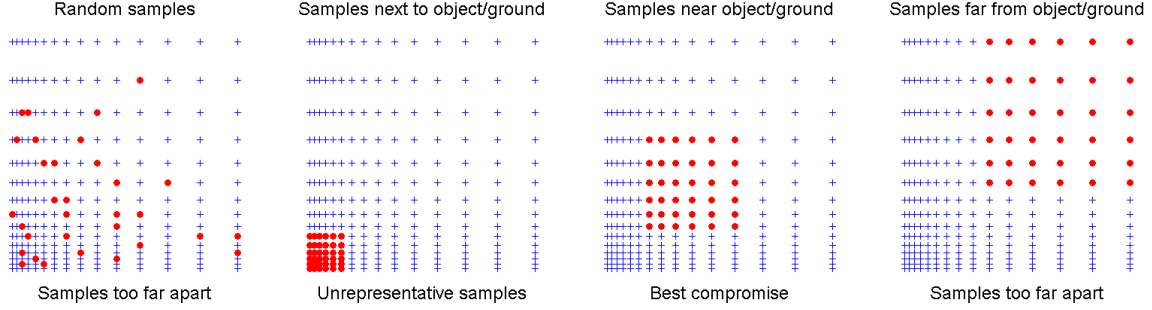 Random samples
Samples next to object/ground
Samples near object/ground
Samples far from object/ground
Samples too far apart
Unrepresentative samples
Best compromise
Samples too far apart